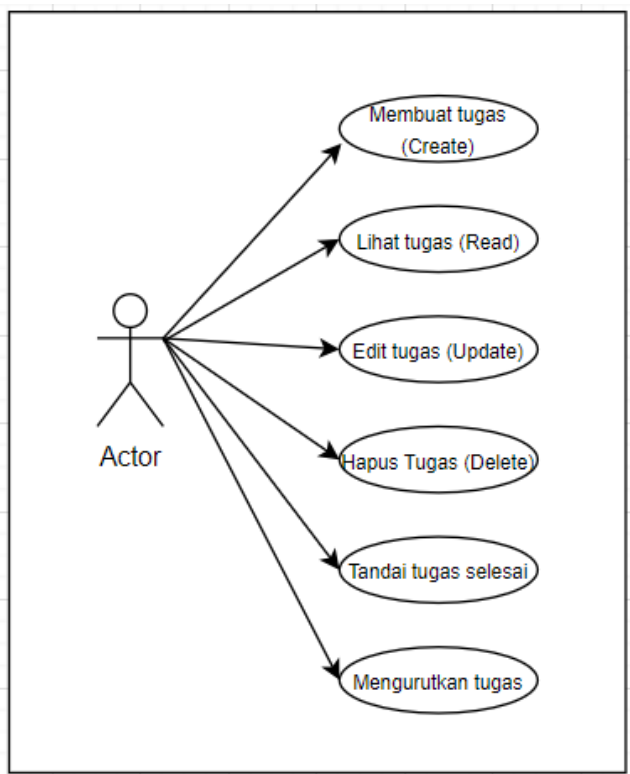 Membuat tugas
(Create)
Lihat tugas (Read)
Edit tugas (Update)
Actor
Hapus Tugas (Delete)
Tandai tugas selesai
Mengurutkan tugas